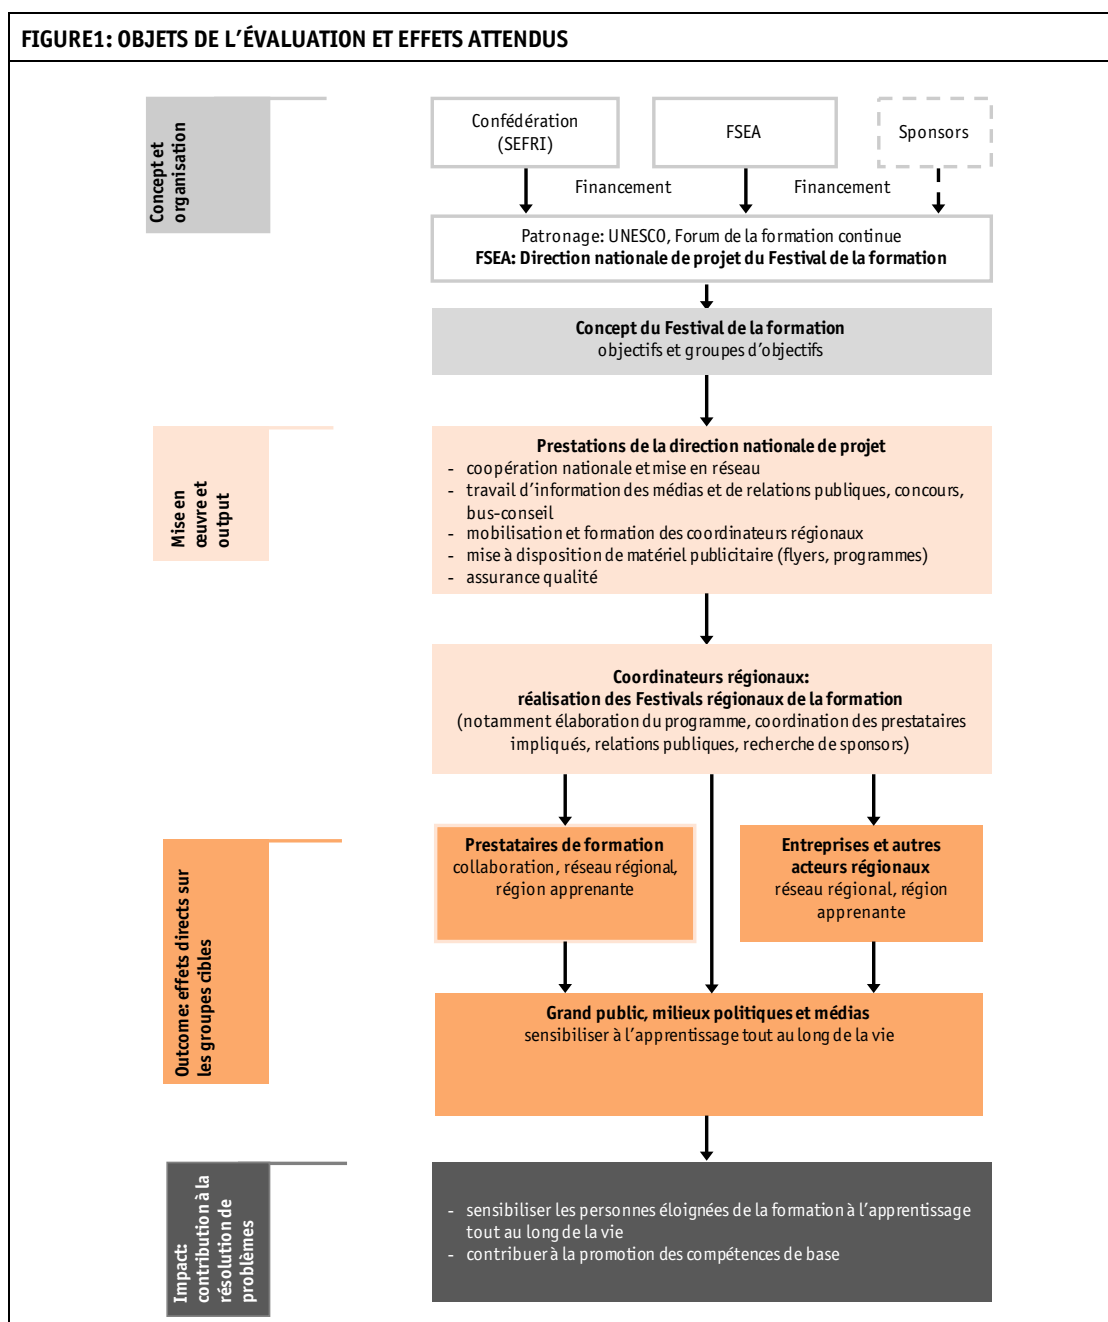 FIGURE1: OBJETS DE L'ÉVALUATION ET EFFETS ATTENDUS
Concept et
organisation
Confédération
(SEFRI)
FSEA
Sponsors
Financement
Financement
Patronage: UNESCO, Forum de la formation continue
FSEA: Direction nationale de projet du Festival de la formation
Concept du Festival de la formation
objectifs et groupes d'objectifs
Mise en
œuvre et
output
Prestations de la direction nationale de projet
- coopération nationale et mise en réseau
- travail d'information des médias et de relations publiques, concours,
bus-conseil
- mobilisation et formation des coordinateurs régionaux
- mise à disposition de matériel publicitaire (flyers, programmes)
- assurance qualité
Coordinateurs régionaux:
réalisation des Festivals régionaux de la formation
(notamment élaboration du programme, coordination des prestataires
impliqués, relations publiques, recherche de sponsors)
Outcome: effets directs sur
les groupes cibles
Prestataires de formation
collaboration, réseau régional,
région apprenante
Entreprises et autres
acteurs régionaux
réseau régional, région
apprenante
Grand public, milieux politiques et médias
sensibiliser à l'apprentissage tout au long de la vie
Impact:
contribution à la
résolution de
problèmes
- sensibiliser les personnes éloignées de la formation à l'apprentissage
tout au long de la vie
- contribuer à la promotion des compétences de base